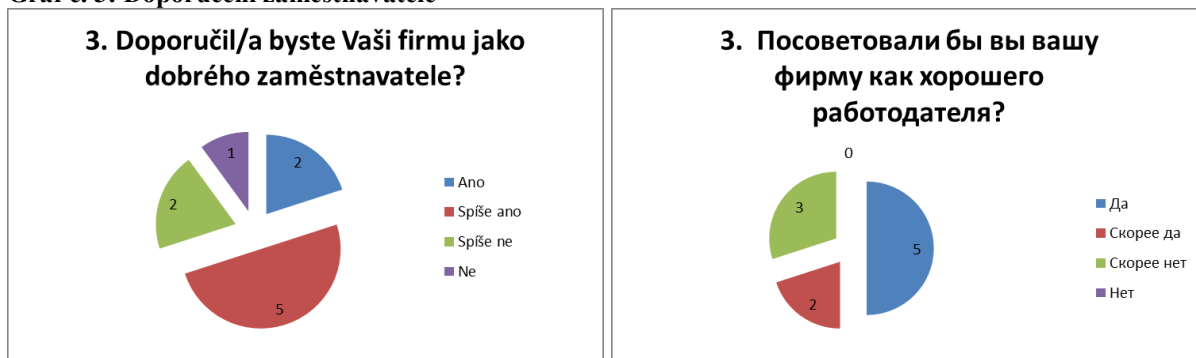 3. Doporučil/a byste Vaši firmu jako
dobrého zaměstnavatele?
1
2
2
5
Ano
Spíše ano
Spíše ne
Ne
3. Посоветовали бы вы вашу
фирму как хорошего
работодателя?
0
3
5
2
Да
Скорее да
Скорее нет
Нет